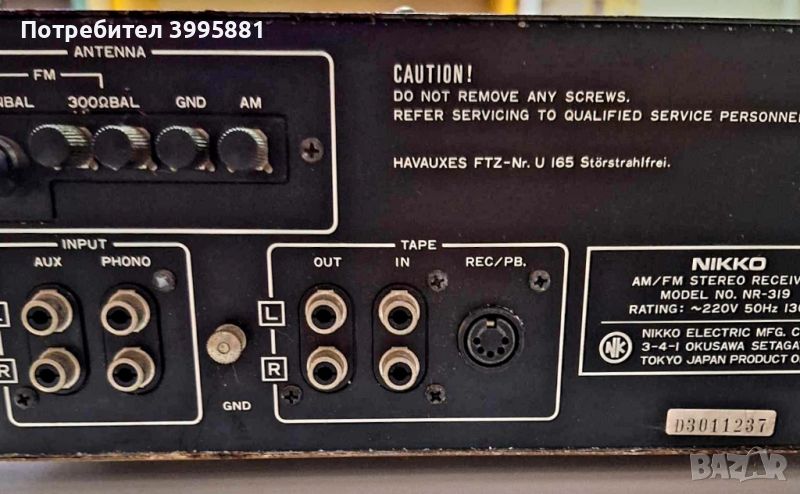 Потребител 3995881
ANTENNA
FM
300ΩBAL
GND
AM
CAUTION!
DO NOT REMOVE ANY SCREWS.
REFER SERVICING TO QUALIFIED SERVICE PERSONNE
HAVAUXES FTZ-Nr. U 165 Störstrahlfrei.
INPUT
AUX PHONO
R
GND
TAPE
OUT IN REC/PB.
L
R
NIKKO
AM/FM STEREO RECEIV
MODEL NO. NR-319
RATING: ~220V 50Hz 13
NK
NIKKO ELECTRIC MFG. C
3-4-1 OKUSAWA SETAGA
TOKYO JAPAN PRODUCT O
D3011237
BAZAR